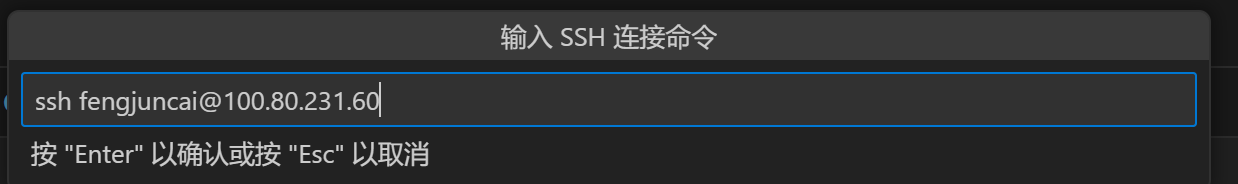 输入 SSH 连接命令
ssh fengjuncai@100.80.231.60
按 "Enter" 以确认或按 "Esc" 以取消